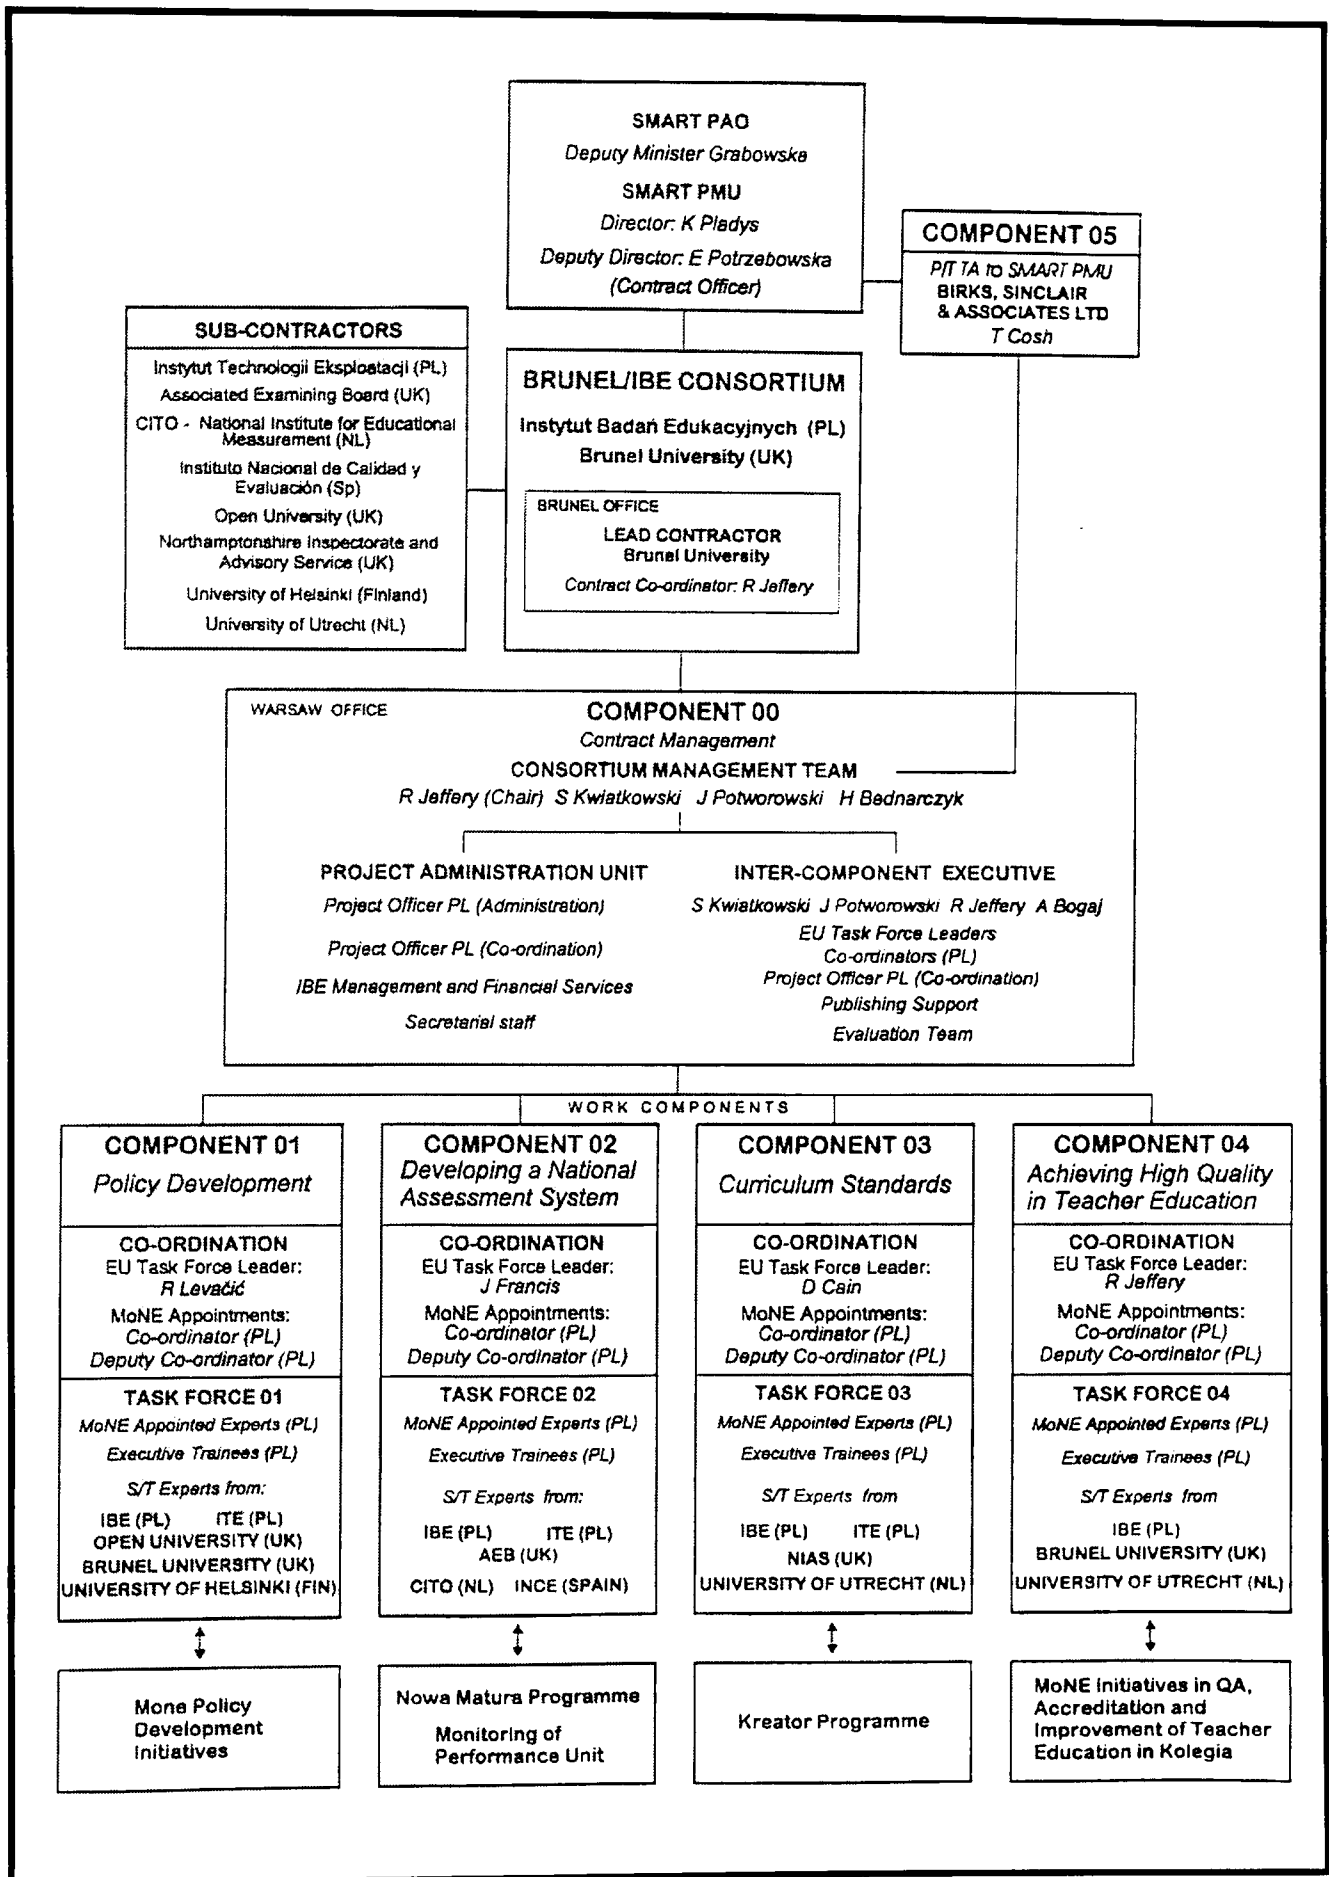 SMART PAO
Deputy Minister Grabowska
SMART PMU
Director: K Pladys
Deputy Director: E Potrzebowska
(Contract Officer)
COMPONENT 05
P/T TA to SMART PMU
BIRKS, SINCLAIR
& ASSOCIATES LTD
T Cosh
SUB-CONTRACTORS
Instytut Technologii Eksploatacji (PL)
Associated Examining Board (UK)
CITO - National Institute for Educational
Measurement (NL)
Instituto Nacional de Calidad y
Evaluación (Sp)
Open University (UK)
Northamptonshire Inspectorate and
Advisory Service (UK)
University of Helsinki (Finland)
University of Utrecht (NL)
BRUNEL/IBE CONSORTIUM
Instytut Badań Edukacyjnych (PL)
Brunel University (UK)
BRUNEL OFFICE
LEAD CONTRACTOR
Brunel University
Contract Co-ordinator: R Jeffery
WARSAW OFFICE
COMPONENT 00
Contract Management
CONSORTIUM MANAGEMENT TEAM
R Jeffery (Chair) S Kwiatkowski J Potworowski H Bednarczyk
PROJECT ADMINISTRATION UNIT
Project Officer PL (Administration)
Project Officer PL (Co-ordination)
IBE Management and Financial Services
Secretarial staff
INTER-COMPONENT EXECUTIVE
S Kwiatkowski J Potworowski R Jeffery A Bogaj
EU Task Force Leaders
Co-ordinators (PL)
Project Officer PL (Co-ordination)
Publishing Support
Evaluation Team
WORK COMPONENTS
COMPONENT 01
Policy Development
CO-ORDINATION
EU Task Force Leader:
R Levačić
MoNE Appointments:
Co-ordinator (PL)
Deputy Co-ordinator (PL)
TASK FORCE 01
MoNE Appointed Experts (PL)
Executive Trainees (PL)
S/T Experts from:
IBE (PL) ITE (PL)
OPEN UNIVERSITY (UK)
BRUNEL UNIVERSITY (UK)
UNIVERSITY OF HELSINKI (FIN)
Mone Policy
Development
Initiatives
COMPONENT 02
Developing a National
Assessment System
CO-ORDINATION
EU Task Force Leader:
J Francis
MoNE Appointments:
Co-ordinator (PL)
Deputy Co-ordinator (PL)
TASK FORCE 02
MoNE Appointed Experts (PL)
Executive Trainees (PL)
S/T Experts from:
IBE (PL) ITE (PL)
AEB (UK)
CITO (NL) INCE (SPAIN)
Nowa Matura Programme
Monitoring of
Performance Unit
COMPONENT 03
Curriculum Standards
CO-ORDINATION
EU Task Force Leader:
D Cain
MoNE Appointments:
Co-ordinator (PL)
Deputy Co-ordinator (PL)
TASK FORCE 03
MoNE Appointed Experts (PL)
Executive Trainees (PL)
S/T Experts from
IBE (PL) ITE (PL)
NIAS (UK)
UNIVERSITY OF UTRECHT (NL)
Kreator Programme
COMPONENT 04
Achieving High Quality
in Teacher Education
CO-ORDINATION
EU Task Force Leader:
R Jeffery
MoNE Appointments:
Co-ordinator (PL)
Deputy Co-ordinator (PL)
TASK FORCE 04
MoNE Appointed Experts (PL)
Executive Trainees (PL)
S/T Experts from
IBE (PL)
BRUNEL UNIVERSITY (UK)
UNIVERSITY OF UTRECHT (NL)
MoNE Initiatives in QA,
Accreditation and
Improvement of Teacher
Education in Kolegia